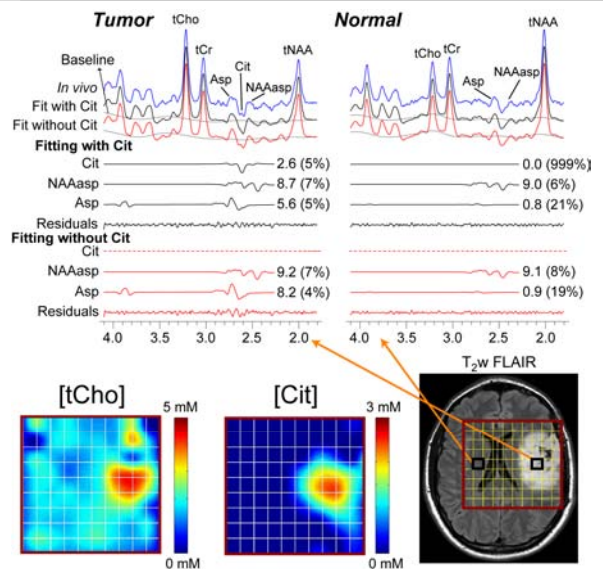 Tumor
Normal
tCho
tCr
Asp
Cit
NAAasp
tNAA
tCho
tCr
Asp
NAAasp
tNAA
Baseline
In vivo
Fit with Cit
Fit without Cit
Fitting with Cit
Cit 2.6 (5%) 0.0 (999%)
NAAasp 8.7 (7%) 9.0 (6%)
Asp 5.6 (5%) 0.8 (21%)
Residuals
Fitting without Cit
Cit
NAAasp 9.2 (7%) 9.1 (8%)
Asp 8.2 (4%) 0.9 (19%)
Residuals
4.0 3.5 3.0 2.5 2.0 4.0 3.5 3.0 2.5 2.0
T2w FLAIR
[tCho]
[Cit]
5 mM
0 mM
3 mM
0 mM